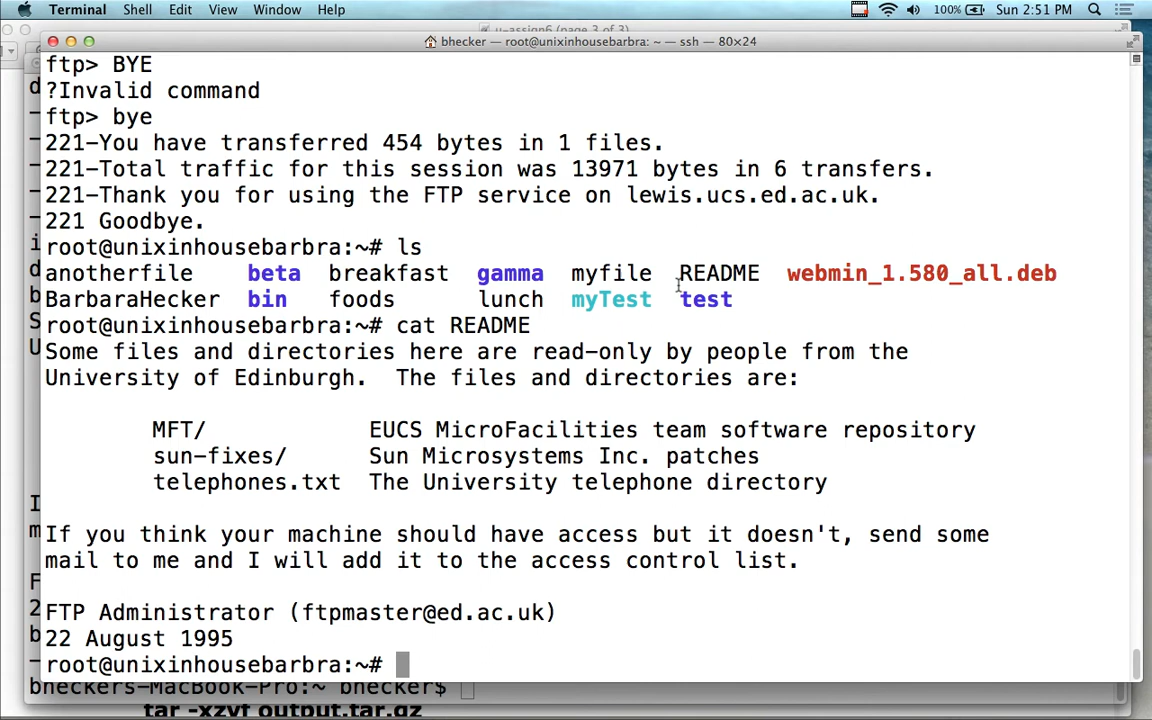 Terminal Shell Edit View Window Help 100% Sun 2:51 PM
u-assign6 (page 3 of 3)
bhecker — root@unixinhousebarbra: ~ — ssh — 80×24
ftp> BYE
?Invalid command
ftp> bye
221-You have transferred 454 bytes in 1 files.
221-Total traffic for this session was 13971 bytes in 6 transfers.
221-Thank you for using the FTP service on lewis.ucs.ed.ac.uk.
221 Goodbye.
root@unixinhousebarbra:~# ls
anotherfile beta breakfast gamma myfile README webmin_1.580_all.deb
BarbaraHecker bin foods lunch myTest test
root@unixinhousebarbra:~# cat README
Some files and directories here are read-only by people from the
University of Edinburgh. The files and directories are:
MFT/ EUCS MicroFacilities team software repository
sun-fixes/ Sun Microsystems Inc. patches
telephones.txt The University telephone directory
If you think your machine should have access but it doesn't, send some
mail to me and I will add it to the access control list.
FTP Administrator (ftpmaster@ed.ac.uk)
22 August 1995
root@unixinhousebarbra:~#
bheckers-MacBook-Pro:~ bhecker$
tar -xzvf output.tar.gz